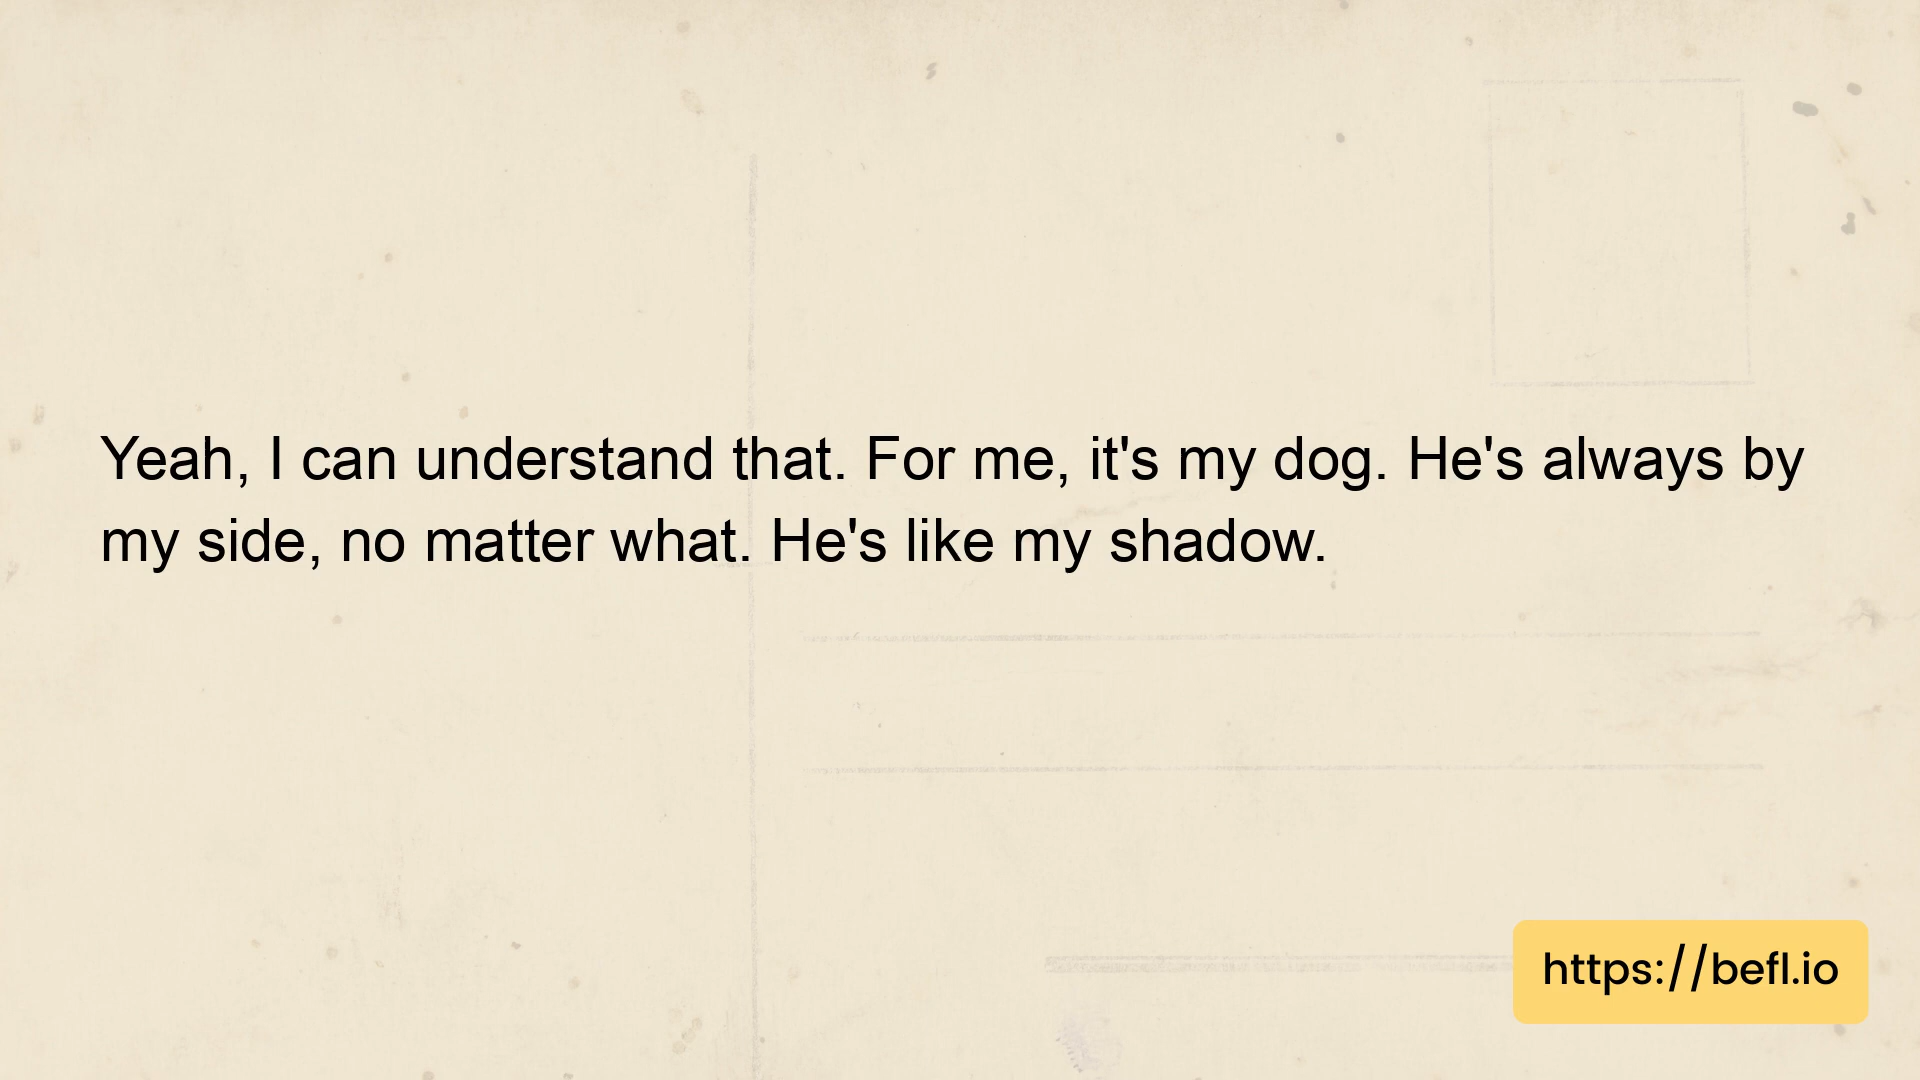 Yeah, I can understand that. For me, it's my dog. He's always by
my side, no matter what. He's like my shadow.
https://befl.io